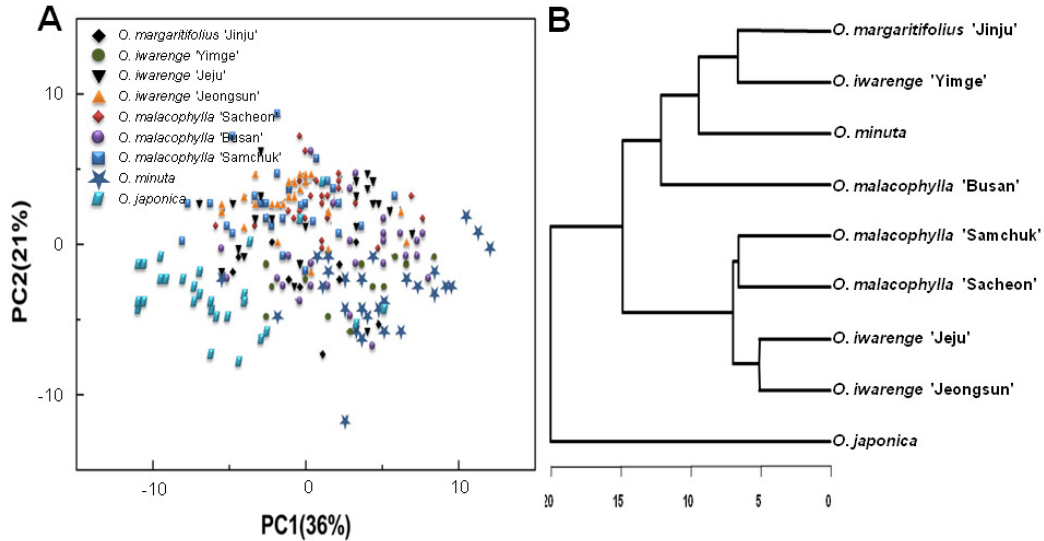 A
O. margaritifolius 'Jinju'
O. iwarenge 'Yimge'
O. iwarenge 'Jeju'
O. iwarenge 'Jeongsun'
O. malacophylla 'Sacheon'
O. malacophylla 'Busan'
O. malacophylla 'Samchuk'
O. minuta
O. japonica
10
0
-10
PC2(21%)
-10
0
10
PC1(36%)
B
O. margaritifolius 'Jinju'
O. iwarenge 'Yimge'
O. minuta
O. malacophylla 'Busan'
O. malacophylla 'Samchuk'
O. malacophylla 'Sacheon'
O. iwarenge 'Jeju'
O. iwarenge 'Jeongsun'
O. japonica
20
15
10
5
0